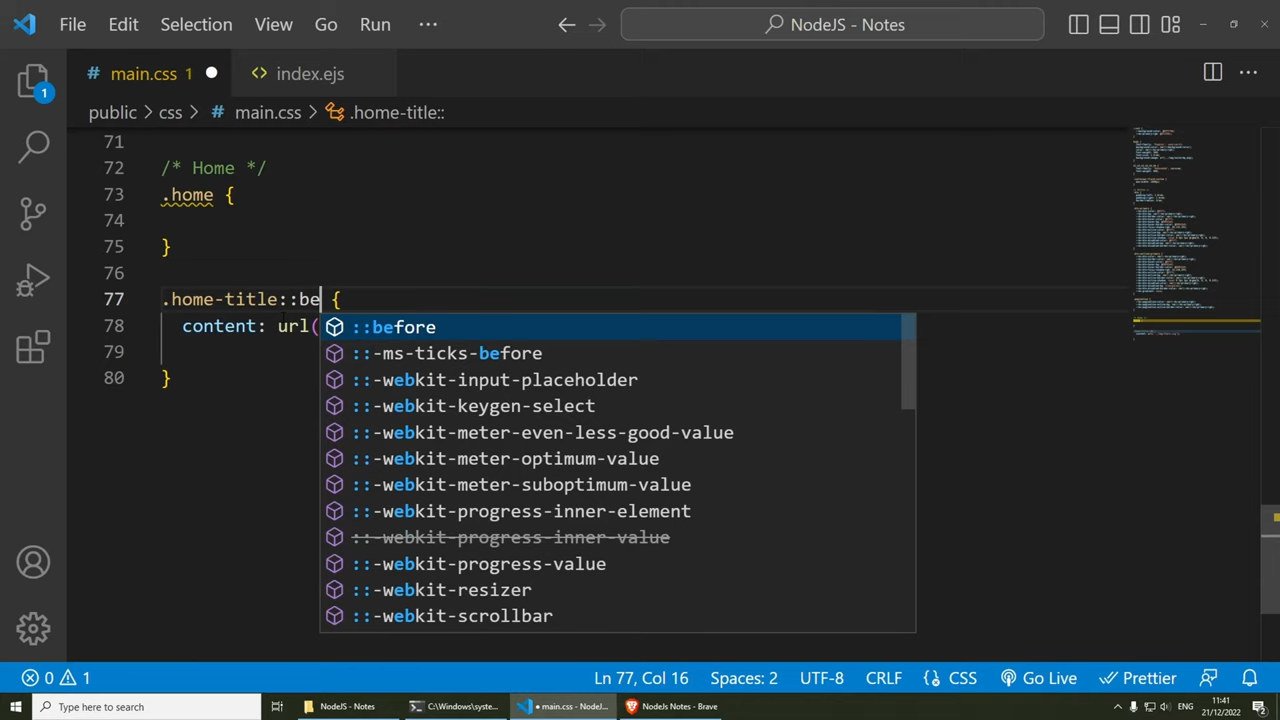 File Edit Selection View Go Run ··· NodeJS - Notes
# main.css 1 index.ejs
public > css > # main.css > .home-title::
71
72 /* Home */
73 .home {
74
75 }
76
77 .home-title::be {
78 content: url(
79
80 }
::before
::-ms-ticks-before
::-webkit-input-placeholder
::-webkit-keygen-select
::-webkit-meter-even-less-good-value
::-webkit-meter-optimum-value
::-webkit-meter-suboptimum-value
::-webkit-progress-inner-element
::-webkit-progress-inner-value
::-webkit-progress-value
::-webkit-resizer
::-webkit-scrollbar
1
0 1 Ln 77, Col 16 Spaces: 2 UTF-8 CRLF {} CSS Go Live Prettier
Type here to search NodeJS - Notes C:\Windows\syste... main.css - NodeJ... NodeJs Notes - Brave 11:41
21/12/2022 2